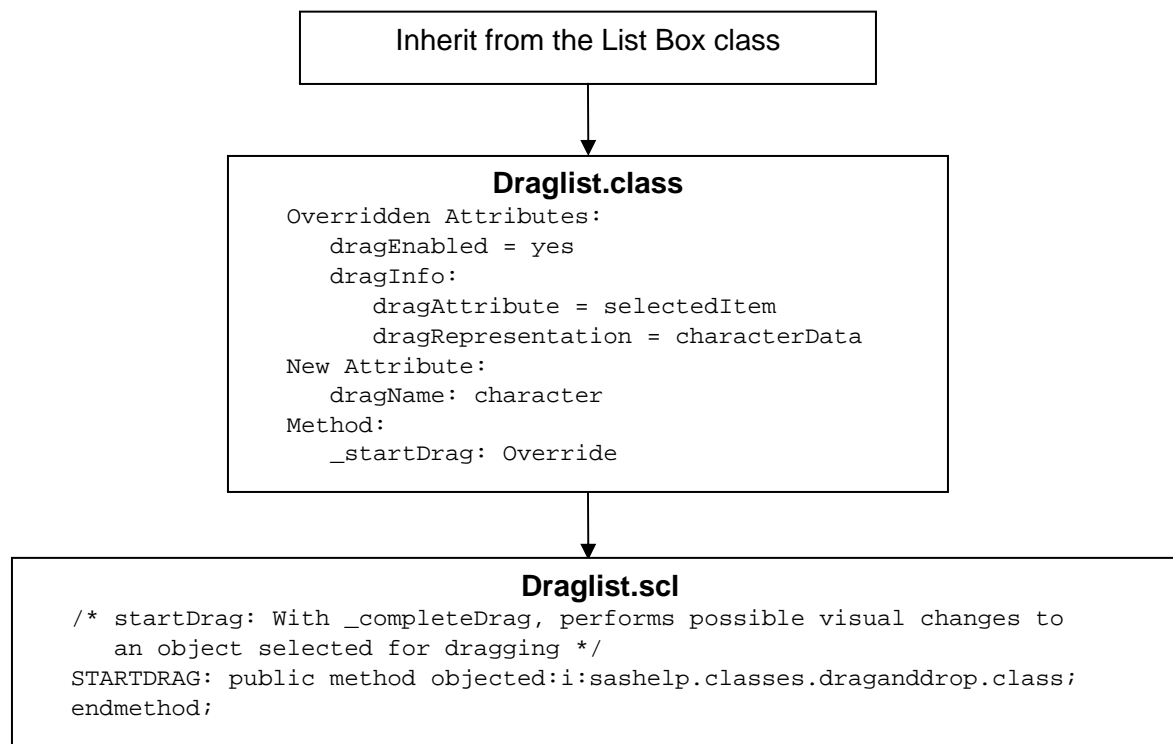 Inherit from the List Box class
Draglist.class
Overridden Attributes:
dragEnabled = yes
dragInfo:
dragAttribute = selectedItem
dragRepresentation = characterData
New Attribute:
dragName: character
Method:
_startDrag: Override
Draglist.scl
/* startDrag: With _completeDrag, performs possible visual changes to
an object selected for dragging */
STARTDRAG: public method objected:i:sashelp.classes.draganddrop.class;
endmethod;